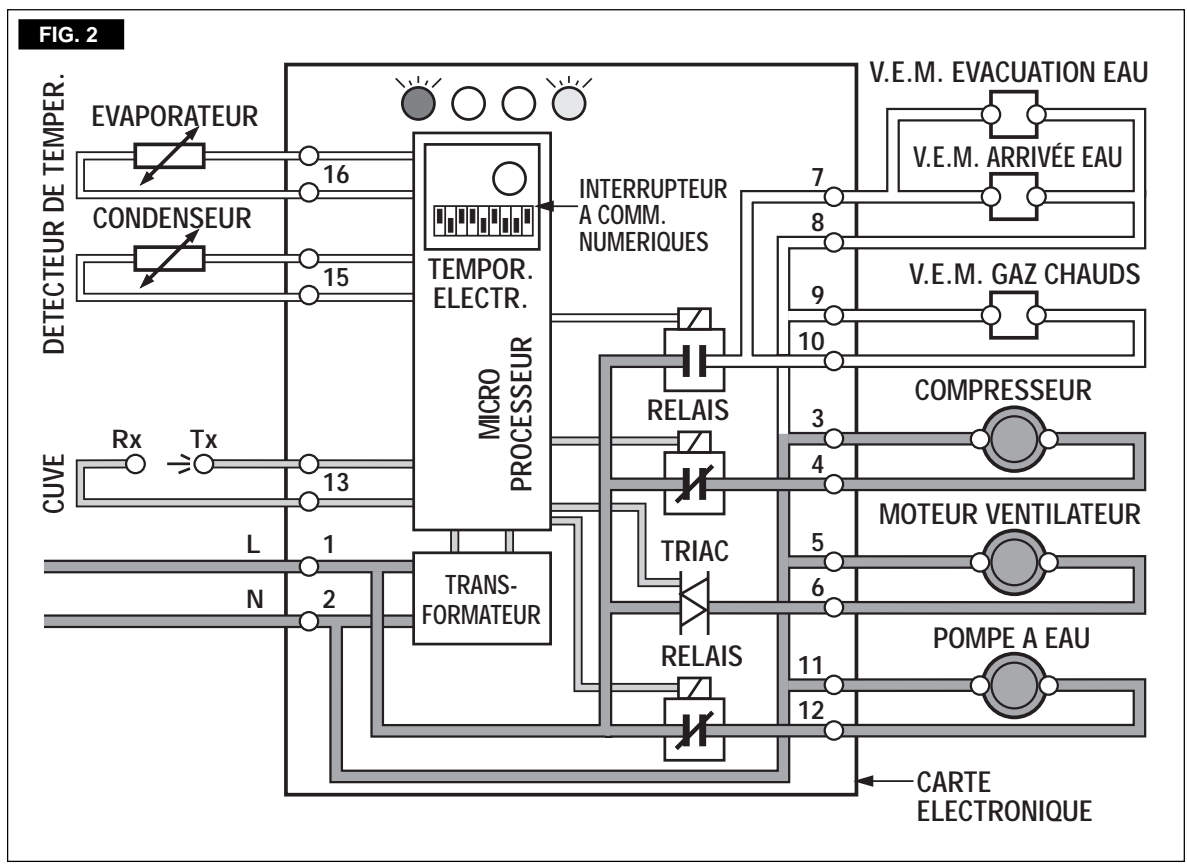 FIG. 2
DETECTEUR DE TEMPER.
EVAPORATEUR
16
CONDENSEUR
15
CUVE
Rx
Tx
13
L
1
N
2
INTERRUPTEUR
A COMM.
NUMERIQUES
TEMPOR.
ELECTR.
MICRO
PROCESSEUR
TRANS-
FORMATEUR
RELAIS
TRIAC
RELAIS
V.E.M. EVACUATION EAU
V.E.M. ARRIVÉE EAU
7
8
V.E.M. GAZ CHAUDS
9
10
COMPRESSEUR
3
4
MOTEUR VENTILATEUR
5
6
POMPE A EAU
11
12
CARTE
ELECTRONIQUE